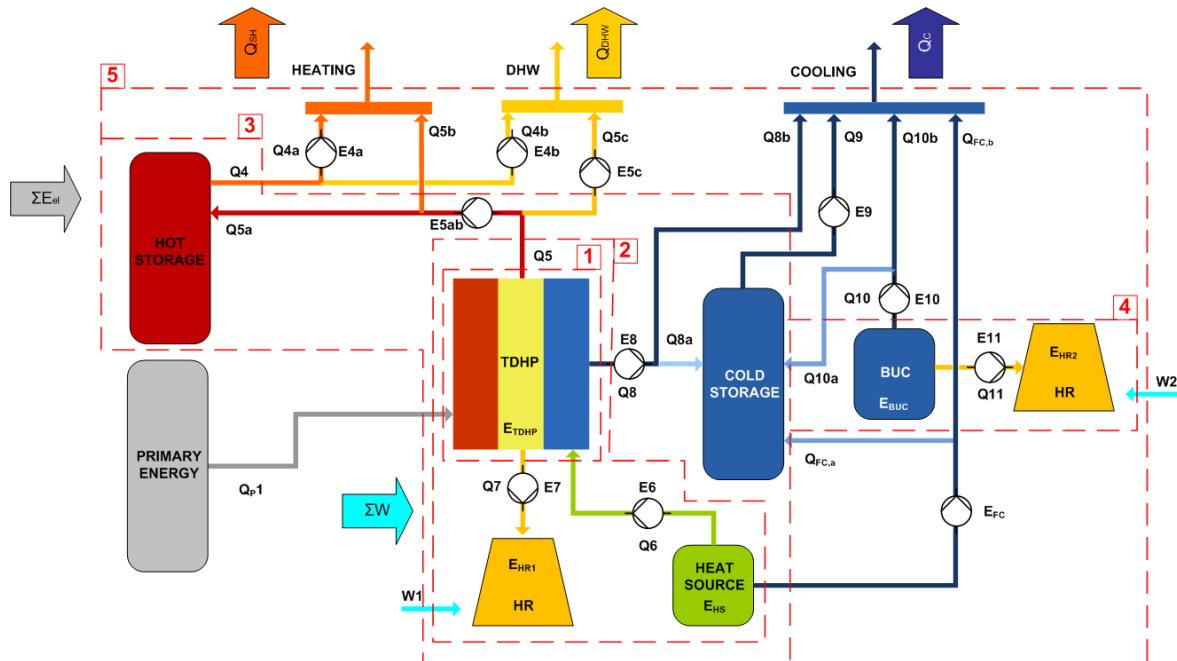 QSH
QDHW
QC
5
HEATING
DHW
COOLING
3
Q4a
E4a
Q5b
Q4b
E4b
Q5c
Q8b
Q9
Q10b
QFC,b
Q4
E5c
ΣEel
E9
Q5a
E5ab
HOT
STORAGE
Q5
1
2
Q10
E10
4
TDHP
E8
Q8a
Q8
COLD
STORAGE
Q10a
BUC
EBUC
E11
Q11
EHR2
HR
W2
ETDHP
PRIMARY
ENERGY
QP1
QFC,a
Q7
E7
E6
Q6
ΣW
EFC
EHR1
HR
HEAT
SOURCE
EHS
W1